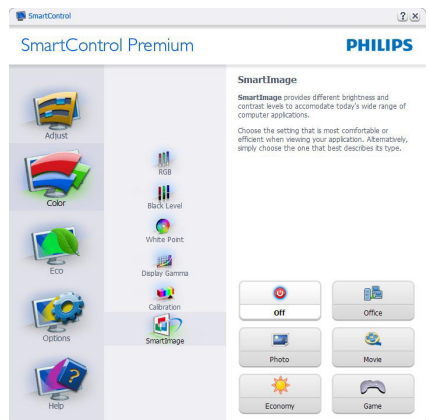 SmartControl
SmartControl Premium
PHILIPS
Adjust
Color
Eco
Options
Help
RGB
Black Level
White Point
Display Gamma
Calibration
SmartImage
SmartImage
SmartImage provides different brightness and
contrast levels to accomodate today's wide range of
computer applications.
Choose the setting that is most comfortable or
efficient when viewing your application. Alternatively,
simply choose the one that best describes its type.
Off
Office
Photo
Movie
Economy
Game